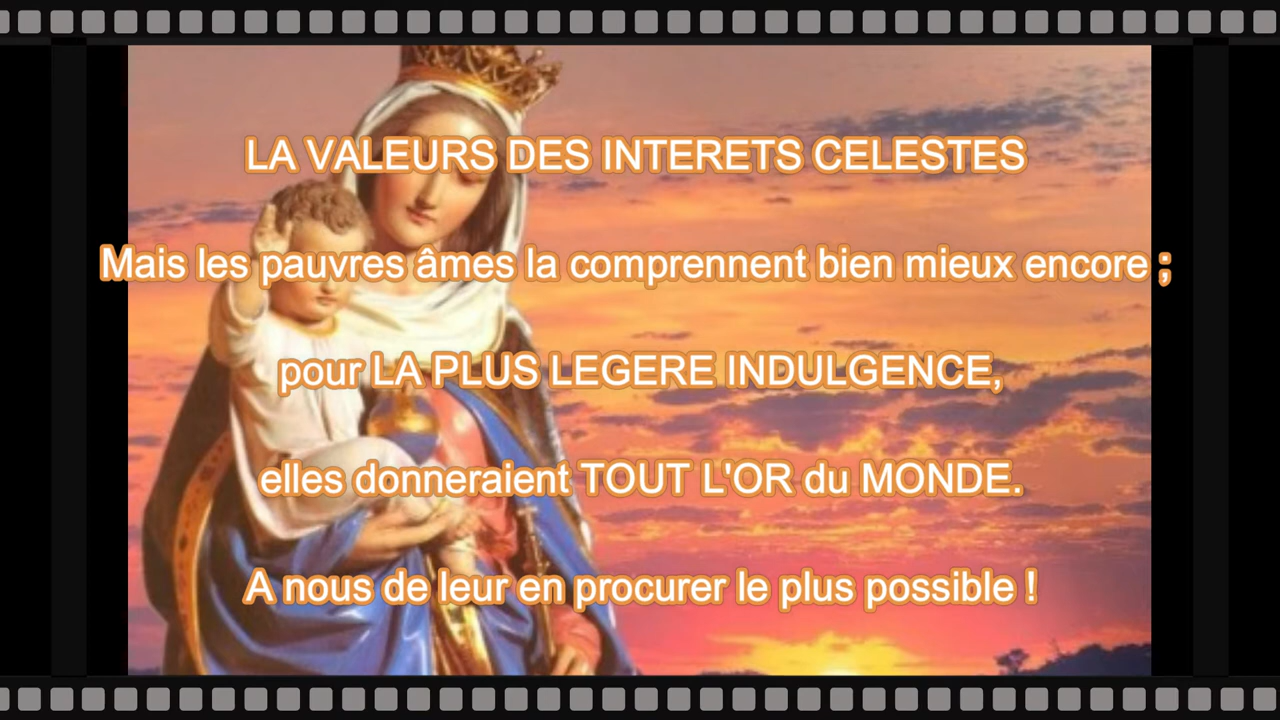 LA VALEURS DES INTERETS CELESTES
Mais les pauvres âmes la comprennent bien mieux encore ;
pour LA PLUS LEGERE INDULGENCE,
elles donneraient TOUT L'OR du MONDE.
A nous de leur en procurer le plus possible !